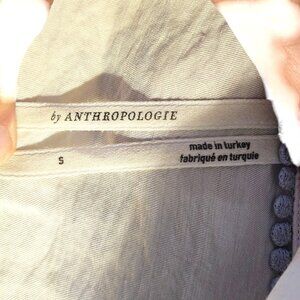 by ANTHROPOLOGIE
S
made in turkey
fabriqué en turquie